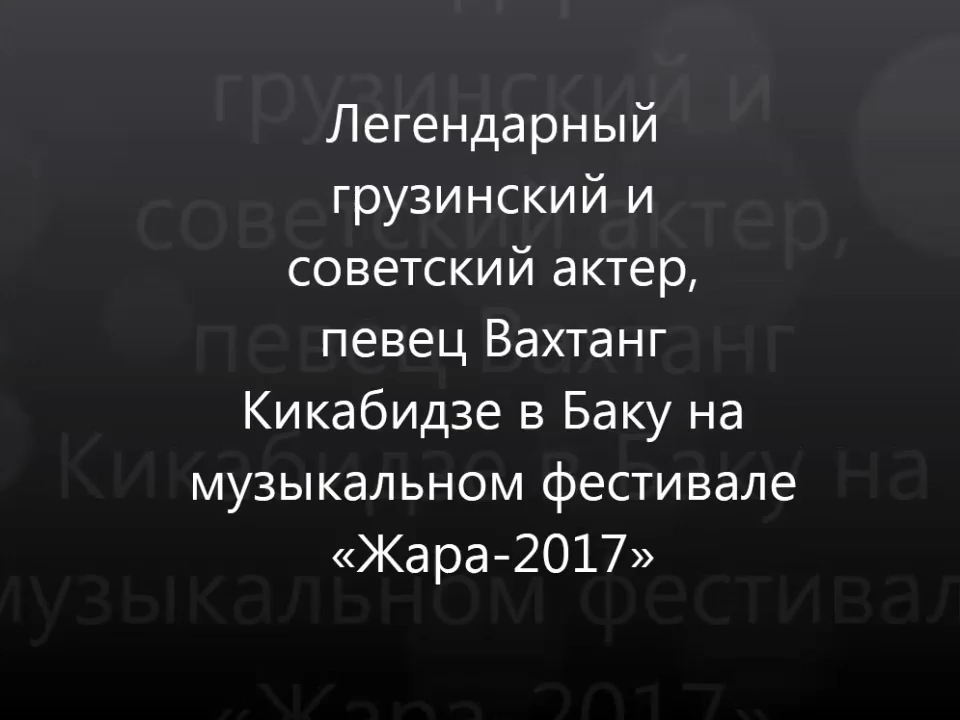 Легендарный
грузинский и
советский актер,
певец Вахтанг
Кикабидзе в Баку на
музыкальном фестивале
«Жара-2017»